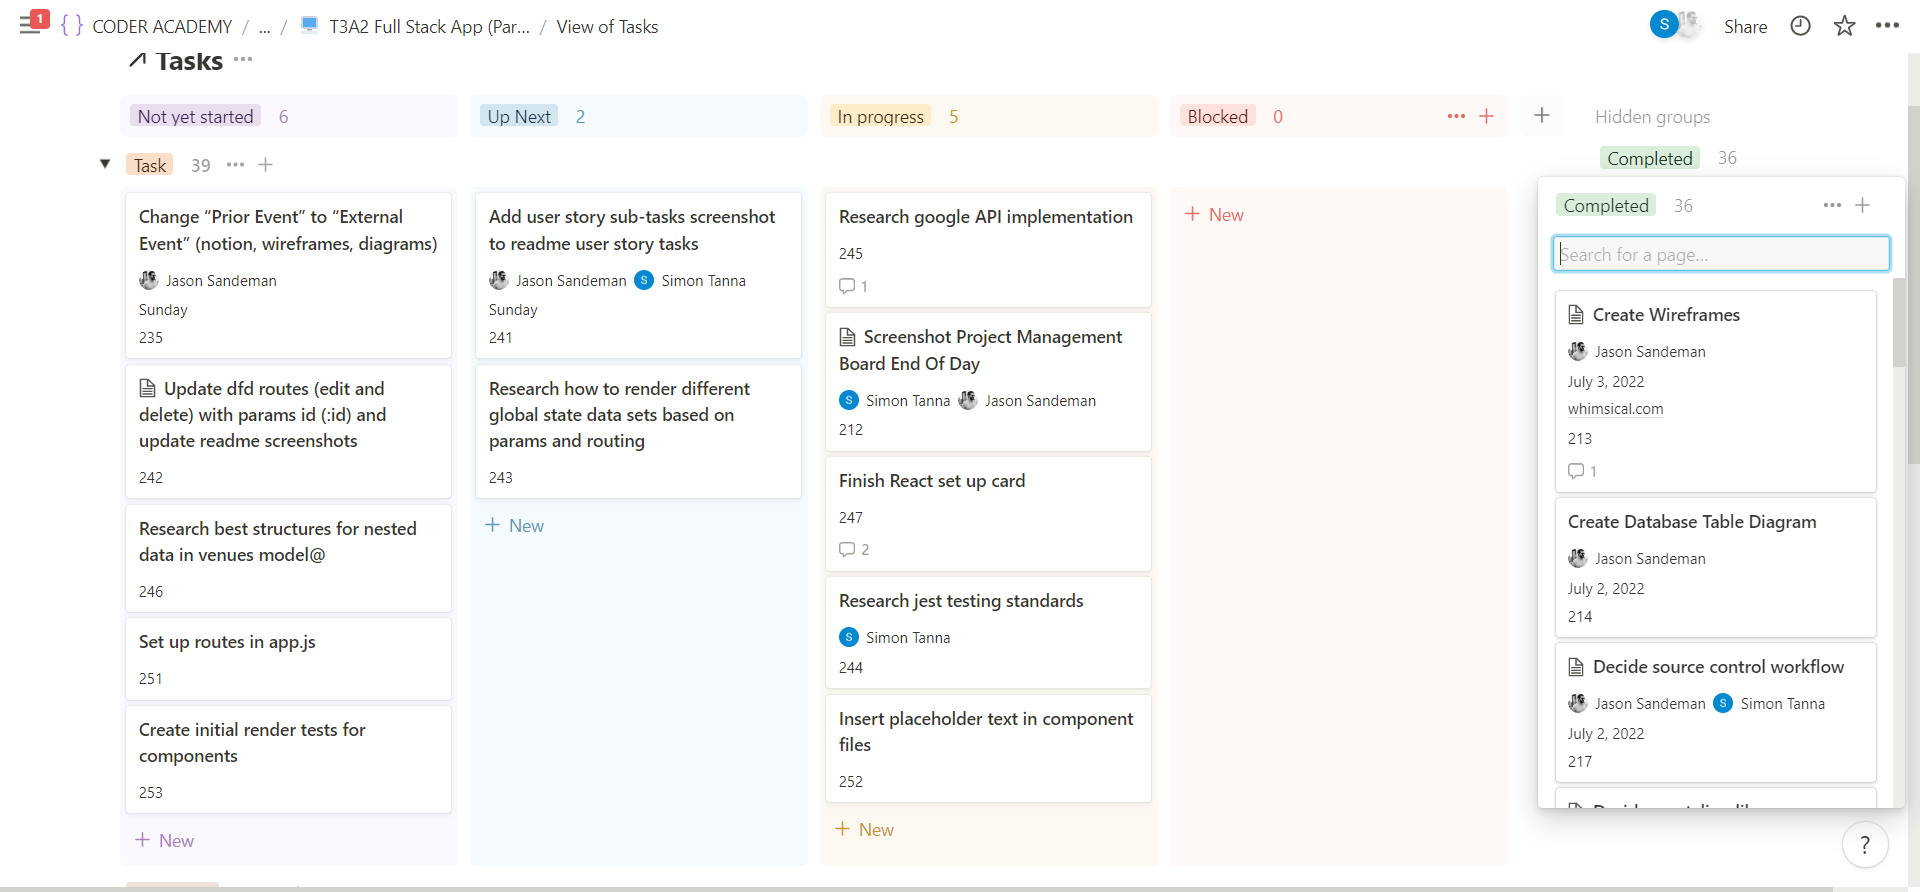 1
{ } CODER ACADEMY / ... / T3A2 Full Stack App (Par... / View of Tasks
S Share
Tasks
Not yet started 6
Up Next 2
In progress 5
Blocked 0
Hidden groups
Completed 36
Task 39
Change “Prior Event” to “External
Event” (notion, wireframes, diagrams)
Jason Sandeman
Sunday
235
Update dfd routes (edit and
delete) with params id (:id) and
update readme screenshots
242
Research best structures for nested
data in venues model@
246
Set up routes in app.js
251
Create initial render tests for
components
253
+ New
Add user story sub-tasks screenshot
to readme user story tasks
Jason Sandeman S Simon Tanna
Sunday
241
Research how to render different
global state data sets based on
params and routing
243
+ New
Research google API implementation
245
1
Screenshot Project Management
Board End Of Day
S Simon Tanna Jason Sandeman
212
Finish React set up card
247
2
Research jest testing standards
S Simon Tanna
244
Insert placeholder text in component
files
252
+ New
+ New
Completed 36
Search for a page...
Create Wireframes
Jason Sandeman
July 3, 2022
whimsical.com
213
1
Create Database Table Diagram
Jason Sandeman
July 2, 2022
214
Decide source control workflow
Jason Sandeman S Simon Tanna
July 2, 2022
217
?